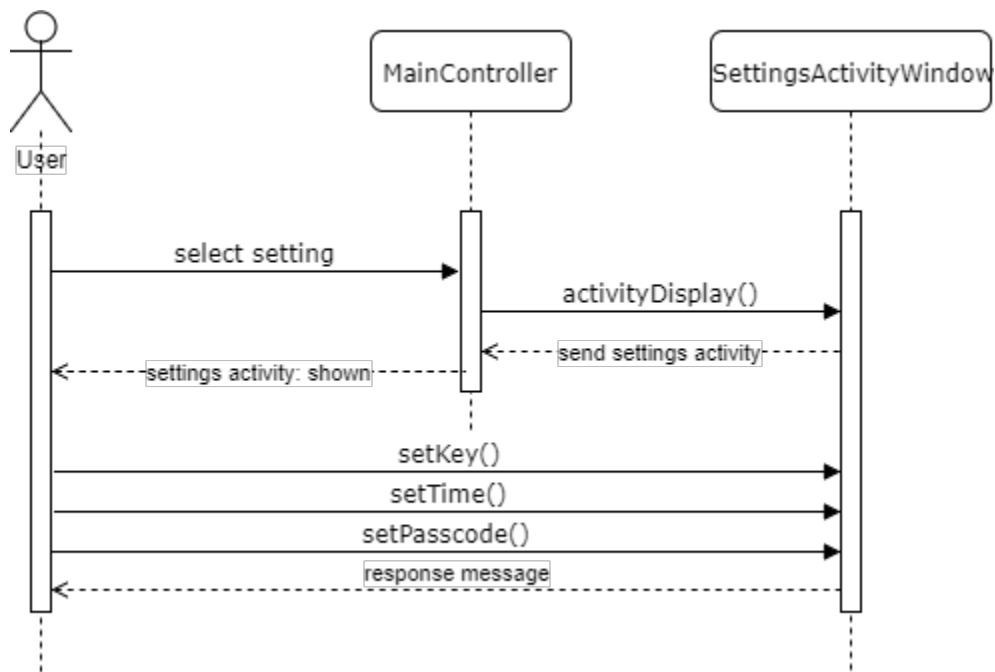 MainController
SettingsActivityWindow
User
select setting
activityDisplay()
send settings activity
settings activity: shown
setKey()
setTime()
setPasscode()
response message